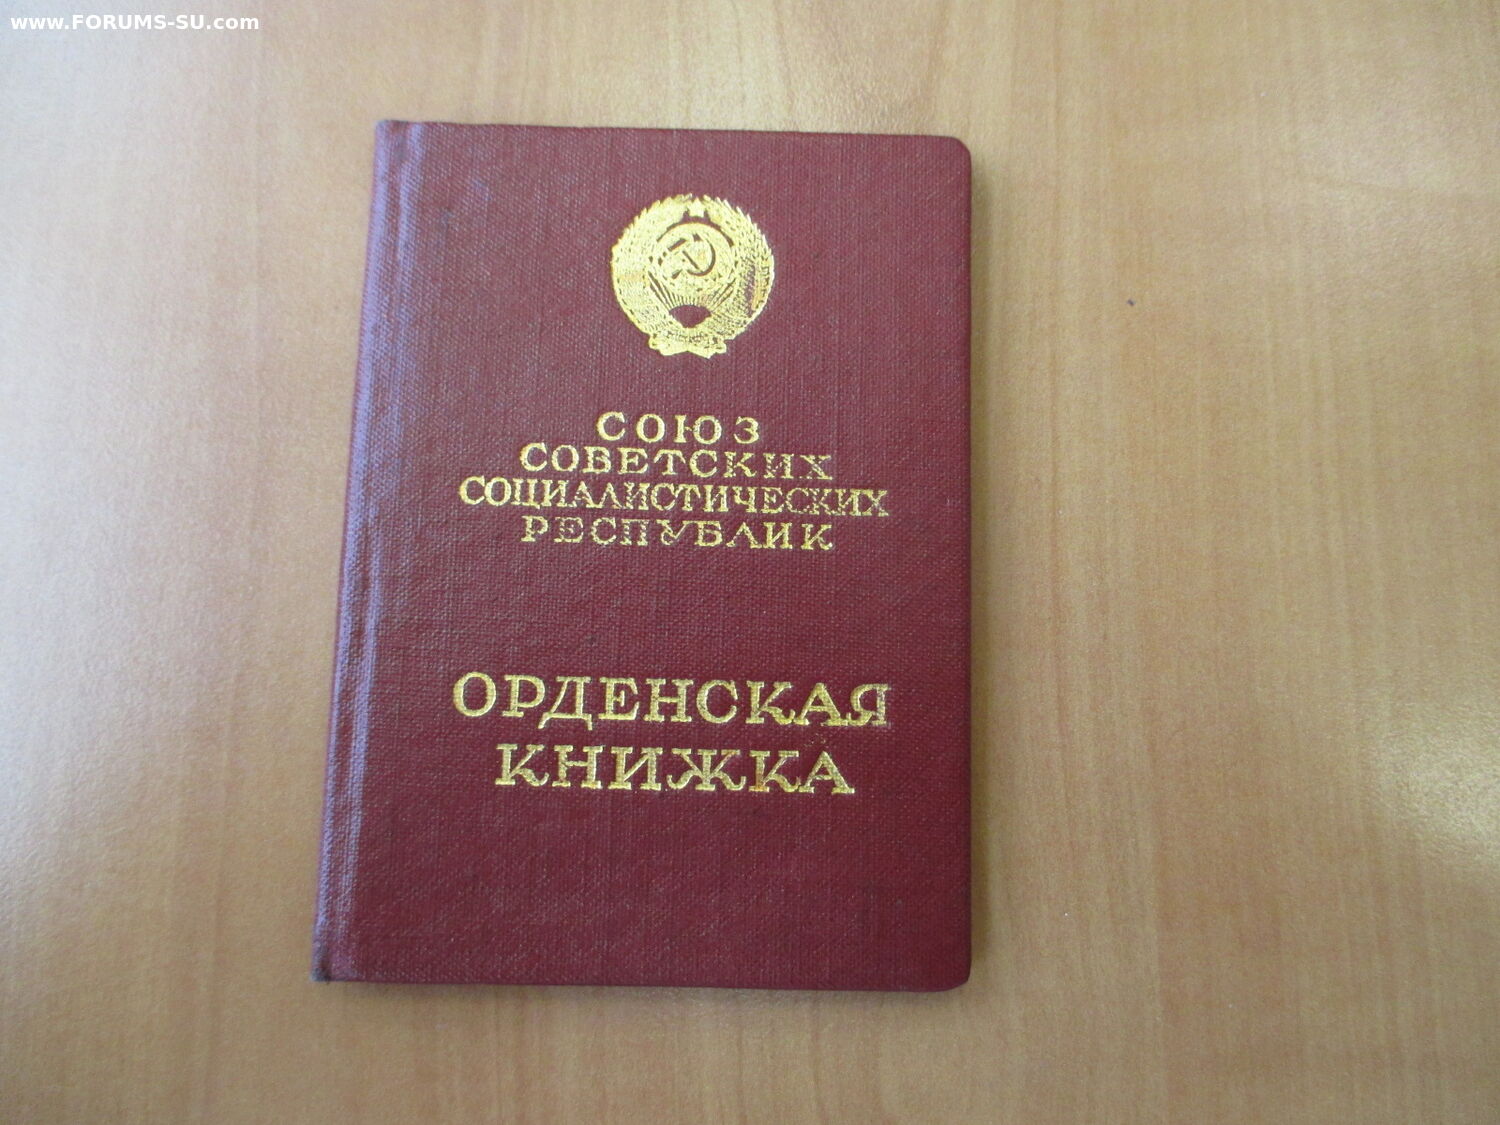 www.FORUMS-SU.com
СОЮЗ
СОВЕТСКИХ
СОЦИАЛИСТИЧЕСКИХ
РЕСПУБЛИК
ОРДЕНСКАЯ
КНИЖКА